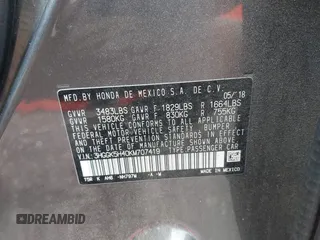 MFD. BY HONDA DE MEXICO S.A. DE C.V.
05/18
GVWR 3483LBS GAWR F 1829LBS R 1664LBS
GVWR 1580KG GAWR F 830KG R 755KG
THIS VEHICLE CONFORMS TO ALL APPLICABLE
FEDERAL MOTOR VEHICLE SAFETY, BUMPER, AND
THEFT PREVENTION STANDARDS IN EFFECT ON
THE DATE OF MANUFACTURE SHOWN ABOVE.
V.I.N: 3HGGK5H40KM707419 TYPE:PASSENGER CAR
MADE IN MEXICO